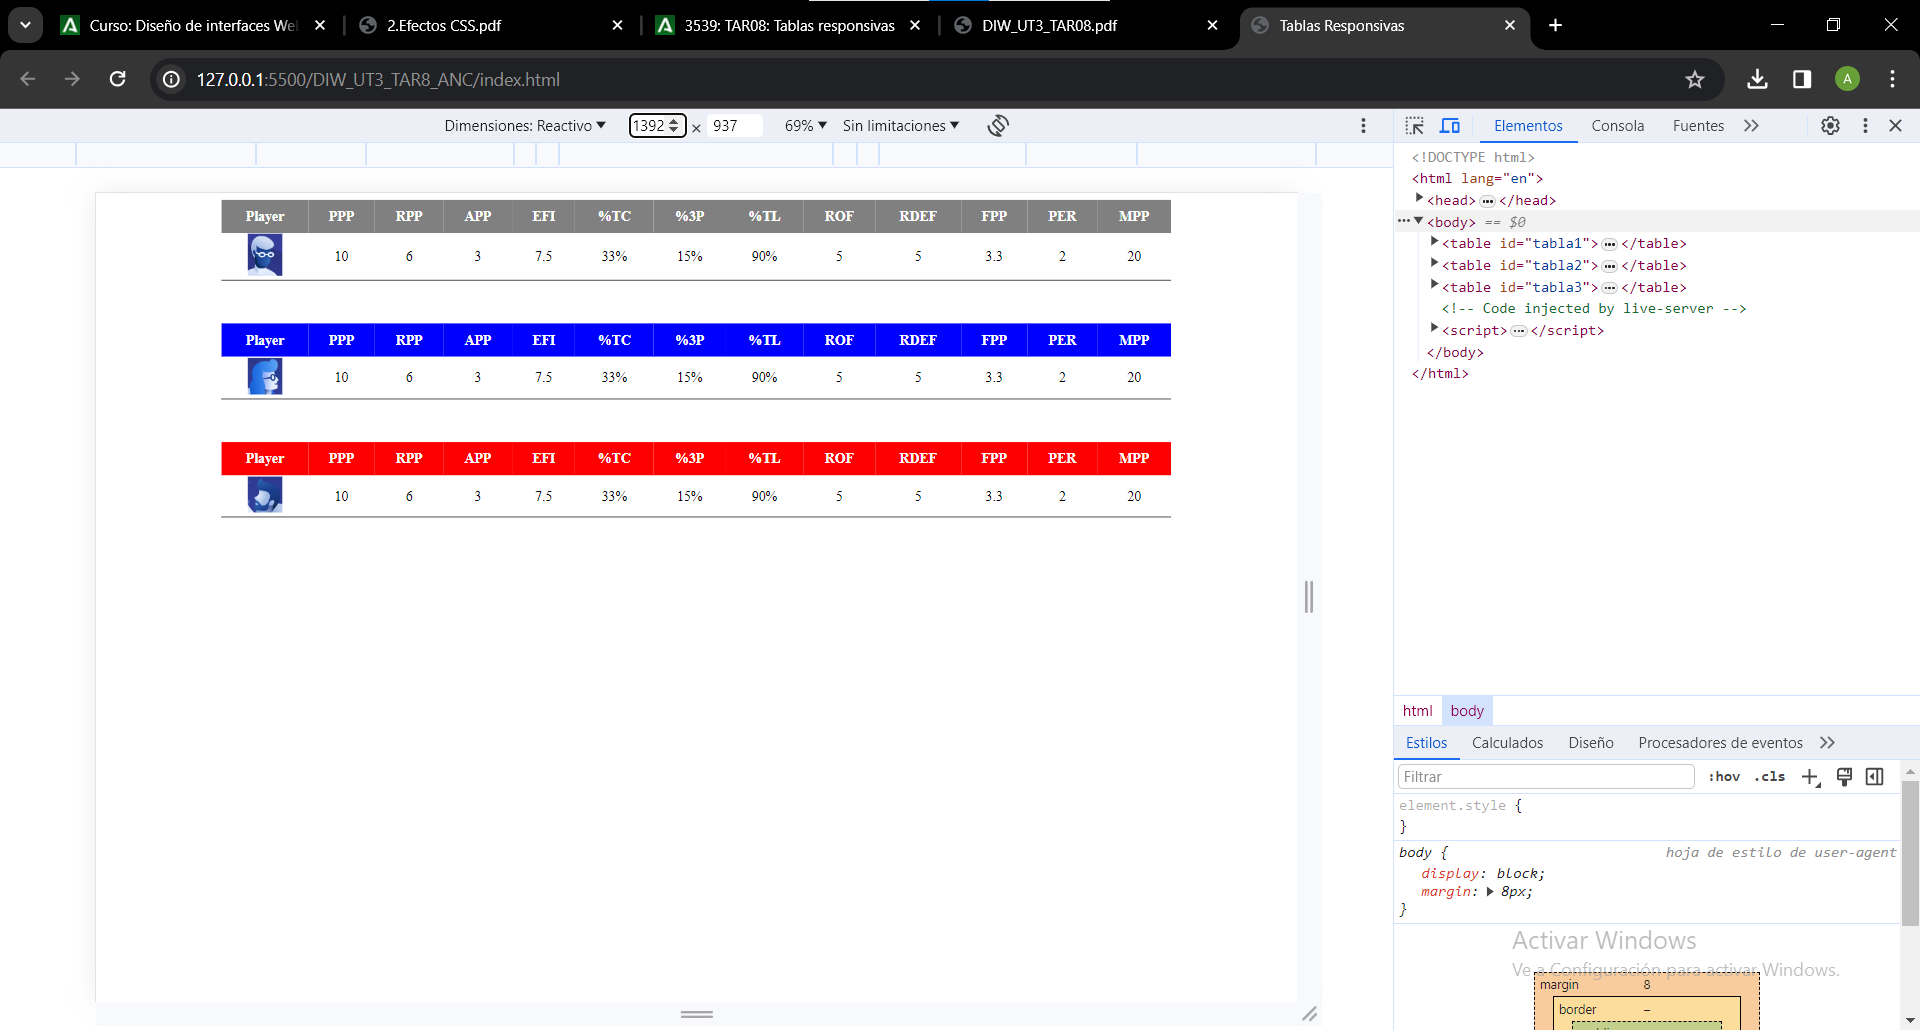 Curso: Diseño de interfaces We
2.Efectos CSS.pdf
3539: TAR08: Tablas responsivas
DIW_UT3_TAR08.pdf
Tablas Responsivas
127.0.0.1:5500/DIW_UT3_TAR8_ANC/index.html
A
Dimensiones: Reactivo ▼ 1392 × 937 69% ▼ Sin limitaciones ▼
Elementos Consola Fuentes
Player PPP RPP APP EFI %TC %3P %TL ROF RDEF FPP PER MPP
10 6 3 7.5 33% 15% 90% 5 5 3.3 2 20
Player PPP RPP APP EFI %TC %3P %TL ROF RDEF FPP PER MPP
10 6 3 7.5 33% 15% 90% 5 5 3.3 2 20
Player PPP RPP APP EFI %TC %3P %TL ROF RDEF FPP PER MPP
10 6 3 7.5 33% 15% 90% 5 5 3.3 2 20
<!DOCTYPE html>
<html lang="en">
<head> ⋯ </head>
<body> == $0
<table id="tabla1"> ⋯ </table>
<table id="tabla2"> ⋯ </table>
<table id="tabla3"> ⋯ </table>
<!-- Code injected by live-server -->
<script> ⋯ </script>
</body>
</html>
html body
Estilos Calculados Diseño Procesadores de eventos
Filtrar :hov .cls
element.style {
}
body { hoja de estilo de user-agent
display: block;
margin: 8px;
}
Activar Windows
Ve a Configuración para activar Windows.
margin 8
border –